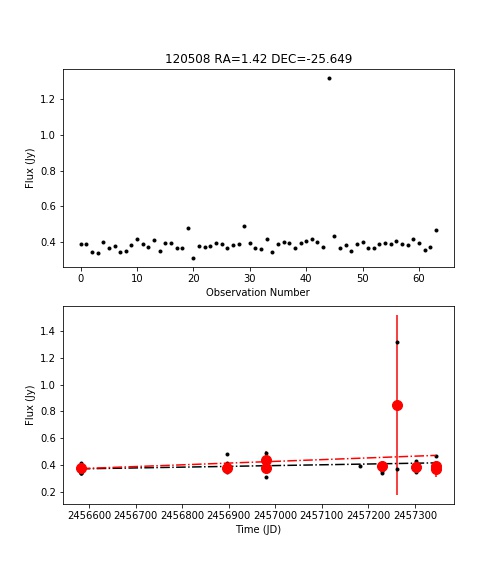 120508 RA=1.42 DEC=-25.649
1.2
1.0
0.8
0.6
0.4
Flux (Jy)
0 10 20 30 40 50 60
Observation Number
1.4
1.2
1.0
0.8
0.6
0.4
0.2
Flux (Jy)
2456600 2456700 2456800 2456900 2457000 2457100 2457200 2457300
Time (JD)